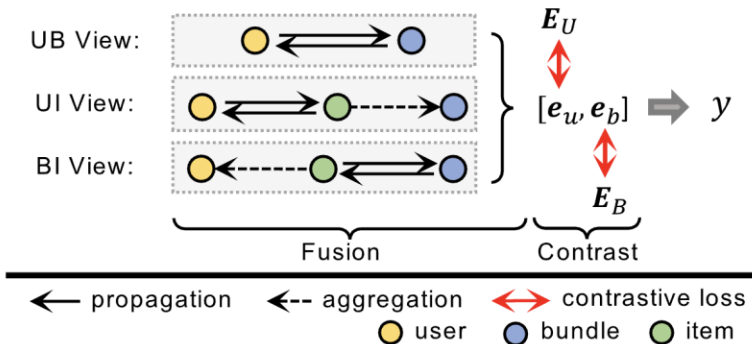 UB View:
E_U
UI View:
[e_u, e_b]
y
BI View:
E_B
Fusion
Contrast
propagation
aggregation
contrastive loss
user
bundle
item